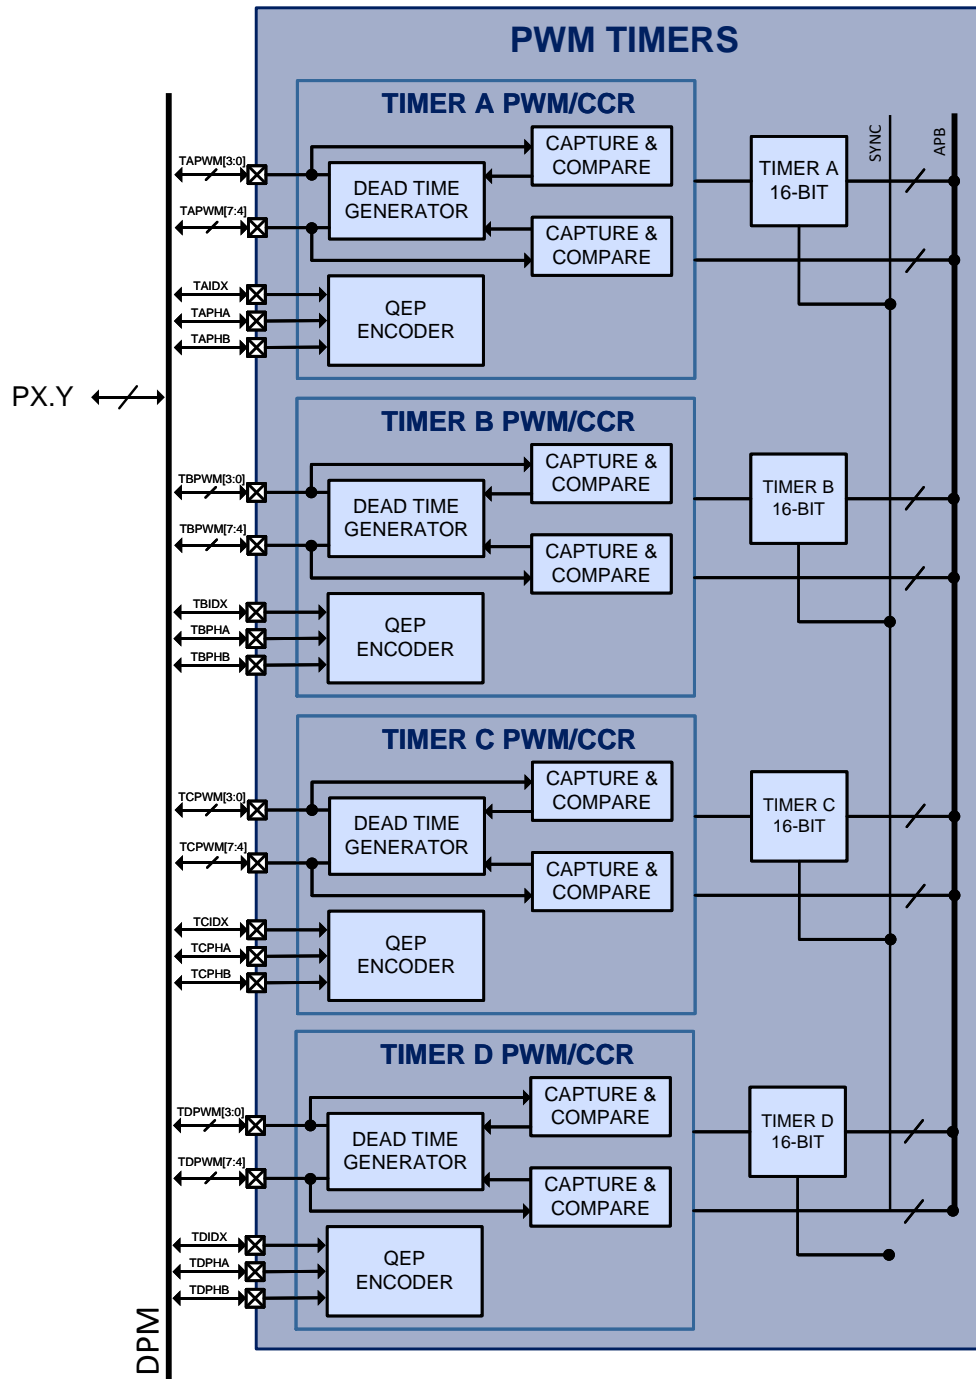 PWM TIMERS
TIMER A PWM/CCR
SYNC
APB
TAPWM[3:0]
CAPTURE &
COMPARE
TIMER A
16-BIT
DEAD TIME
GENERATOR
TAPWM[7:4]
CAPTURE &
COMPARE
TAIDX
TAPHA
TAPHB
QEP
ENCODER
PX.Y
TIMER B PWM/CCR
TBPWM[3:0]
CAPTURE &
COMPARE
TIMER B
16-BIT
DEAD TIME
GENERATOR
TBPWM[7:4]
CAPTURE &
COMPARE
TBIDX
TBPHA
TBPHB
QEP
ENCODER
TIMER C PWM/CCR
TCPWM[3:0]
CAPTURE &
COMPARE
TIMER C
16-BIT
DEAD TIME
GENERATOR
TCPWM[7:4]
CAPTURE &
COMPARE
TCIDX
TCPHA
TCPHB
QEP
ENCODER
TIMER D PWM/CCR
TDPWM[3:0]
CAPTURE &
COMPARE
TIMER D
16-BIT
DEAD TIME
GENERATOR
TDPWM[7:4]
CAPTURE &
COMPARE
TDIDX
TDPHA
TDPHB
QEP
ENCODER
DPM